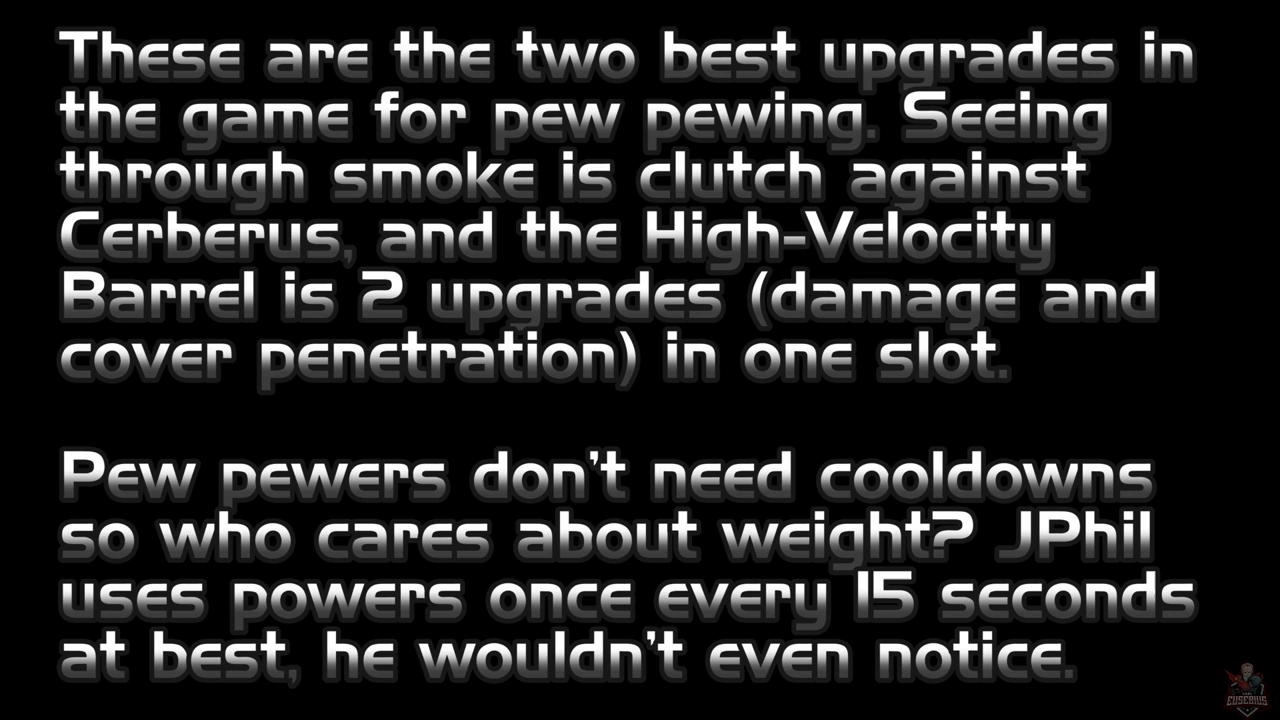 These are the two best upgrades in
the game for pew pewing. Seeing
through smoke is clutch against
Cerberus, and the High-Velocity
Barrel is 2 upgrades (damage and
cover penetration) in one slot.
Pew pewers don't need cooldowns
so who cares about weight? JPhil
uses powers once every 15 seconds
at best, he wouldn't even notice.
EUSEBIUS